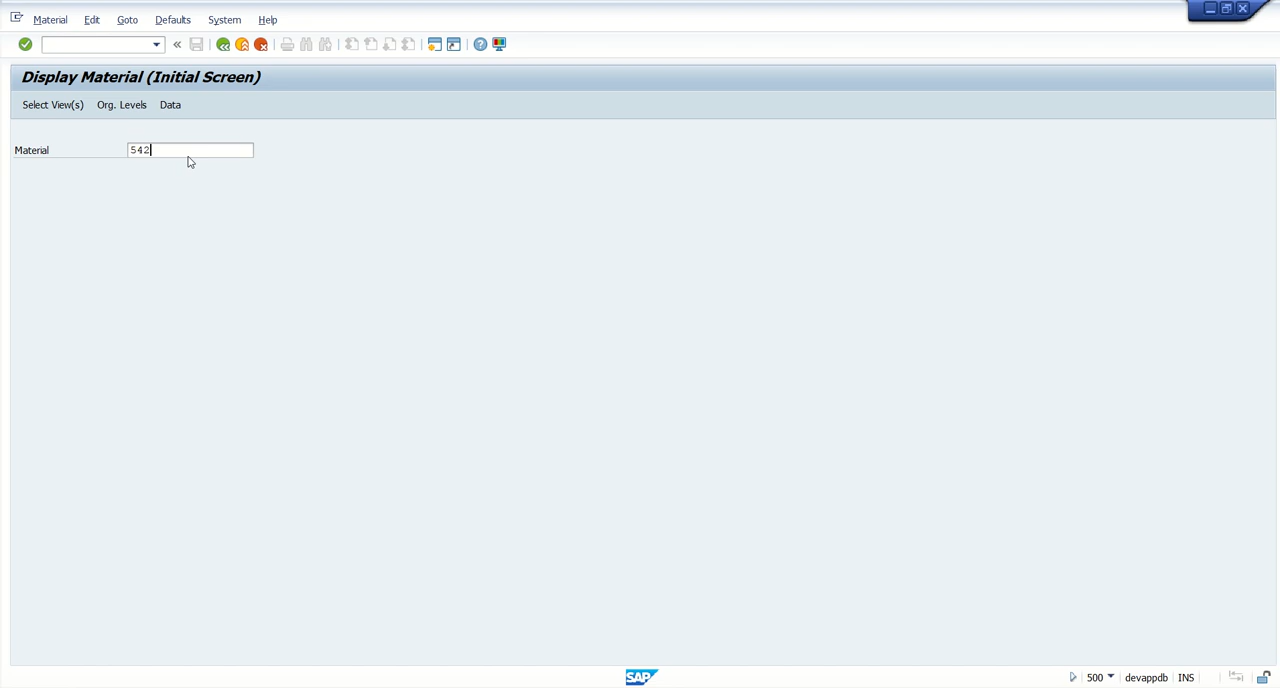 Material Edit Goto Defaults System Help
Display Material (Initial Screen)
Select View(s) Org. Levels Data
Material 542
SAP
500 devappdb INS